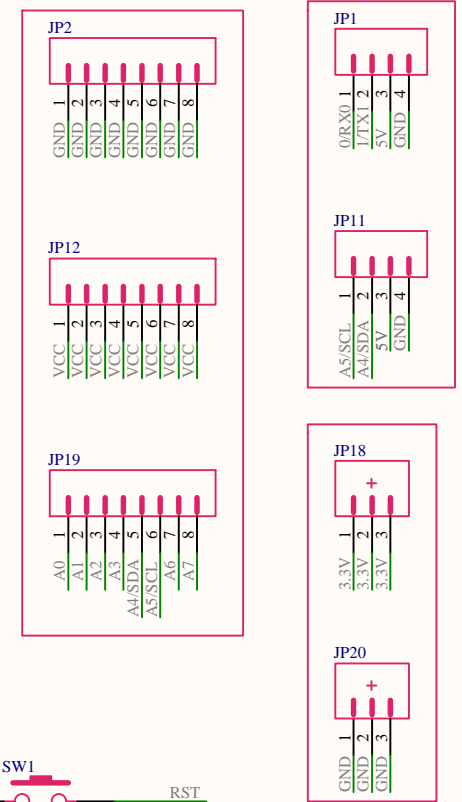 JP2
1 2 3 4 5 6 7 8
GND GND GND GND GND GND GND GND
JP12
1 2 3 4 5 6 7 8
VCC VCC VCC VCC VCC VCC VCC VCC
JP19
1 2 3 4 5 6 7 8
A0 A1 A2 A3 A4/SDA A5/SCL A6 A7
SW1
RST
JP1
1 2 3 4
0/RX0 1/TX1 5V GND
JP11
1 2 3 4
A5/SCL A4/SDA 5V GND
JP18
+
1 2 3
3.3V 3.3V 3.3V
JP20
+
1 2 3
GND GND GND